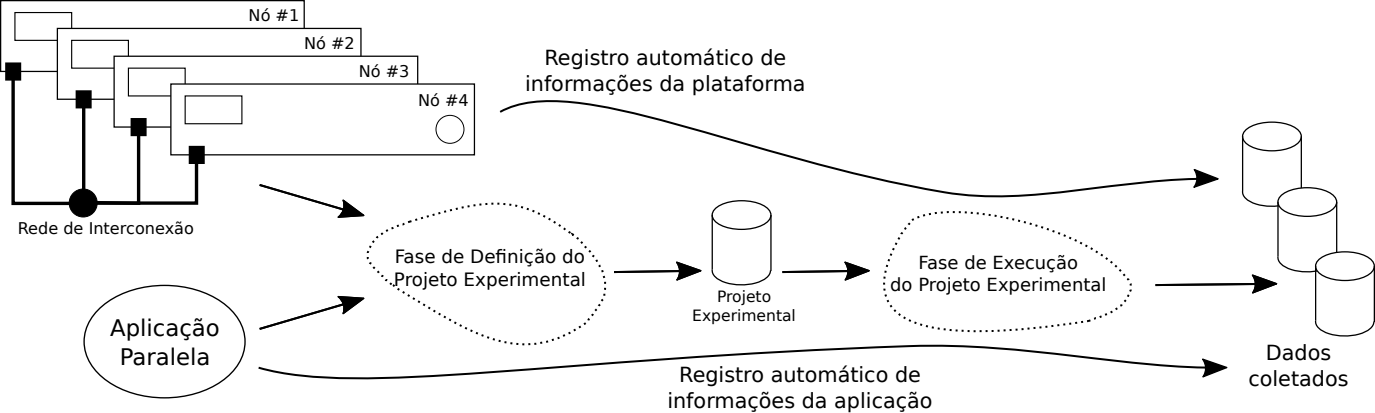 Nó #1
Nó #2
Nó #3
Nó #4
Rede de Interconexão
Registro automático de
informações da plataforma
Fase de Definição do
Projeto Experimental
Projeto
Experimental
Fase de Execução
do Projeto Experimental
Aplicação
Paralela
Registro automático de
informações da aplicação
Dados
coletados